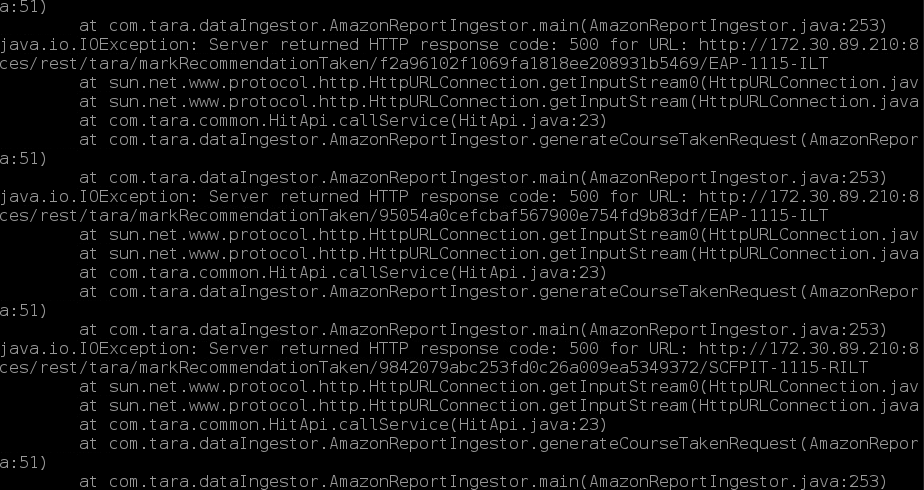 a:51)
at com.tara.dataIngestor.AmazonReportIngestor.main(AmazonReportIngestor.java:253)
java.io.IOException: Server returned HTTP response code: 500 for URL: http://172.30.89.210:8
ces/rest/tara/markRecommendationTaken/f2a96102f1069fa1818ee208931b5469/EAP-1115-ILT
at sun.net.www.protocol.http.HttpURLConnection.getInputStream0(HttpURLConnection.jav
at sun.net.www.protocol.http.HttpURLConnection.getInputStream(HttpURLConnection.java
at com.tara.common.HitApi.callService(HitApi.java:23)
at com.tara.dataIngestor.AmazonReportIngestor.generateCourseTakenRequest(AmazonRepor
a:51)
at com.tara.dataIngestor.AmazonReportIngestor.main(AmazonReportIngestor.java:253)
java.io.IOException: Server returned HTTP response code: 500 for URL: http://172.30.89.210:8
ces/rest/tara/markRecommendationTaken/95054a0cefcbaf567900e754fd9b83df/EAP-1115-ILT
at sun.net.www.protocol.http.HttpURLConnection.getInputStream0(HttpURLConnection.jav
at sun.net.www.protocol.http.HttpURLConnection.getInputStream(HttpURLConnection.java
at com.tara.common.HitApi.callService(HitApi.java:23)
at com.tara.dataIngestor.AmazonReportIngestor.generateCourseTakenRequest(AmazonRepor
a:51)
at com.tara.dataIngestor.AmazonReportIngestor.main(AmazonReportIngestor.java:253)
java.io.IOException: Server returned HTTP response code: 500 for URL: http://172.30.89.210:8
ces/rest/tara/markRecommendationTaken/9842079abc253fd0c26a009ea5349372/SCFPIT-1115-RILT
at sun.net.www.protocol.http.HttpURLConnection.getInputStream0(HttpURLConnection.jav
at sun.net.www.protocol.http.HttpURLConnection.getInputStream(HttpURLConnection.java
at com.tara.common.HitApi.callService(HitApi.java:23)
at com.tara.dataIngestor.AmazonReportIngestor.generateCourseTakenRequest(AmazonRepor
a:51)
at com.tara.dataIngestor.AmazonReportIngestor.main(AmazonReportIngestor.java:253)